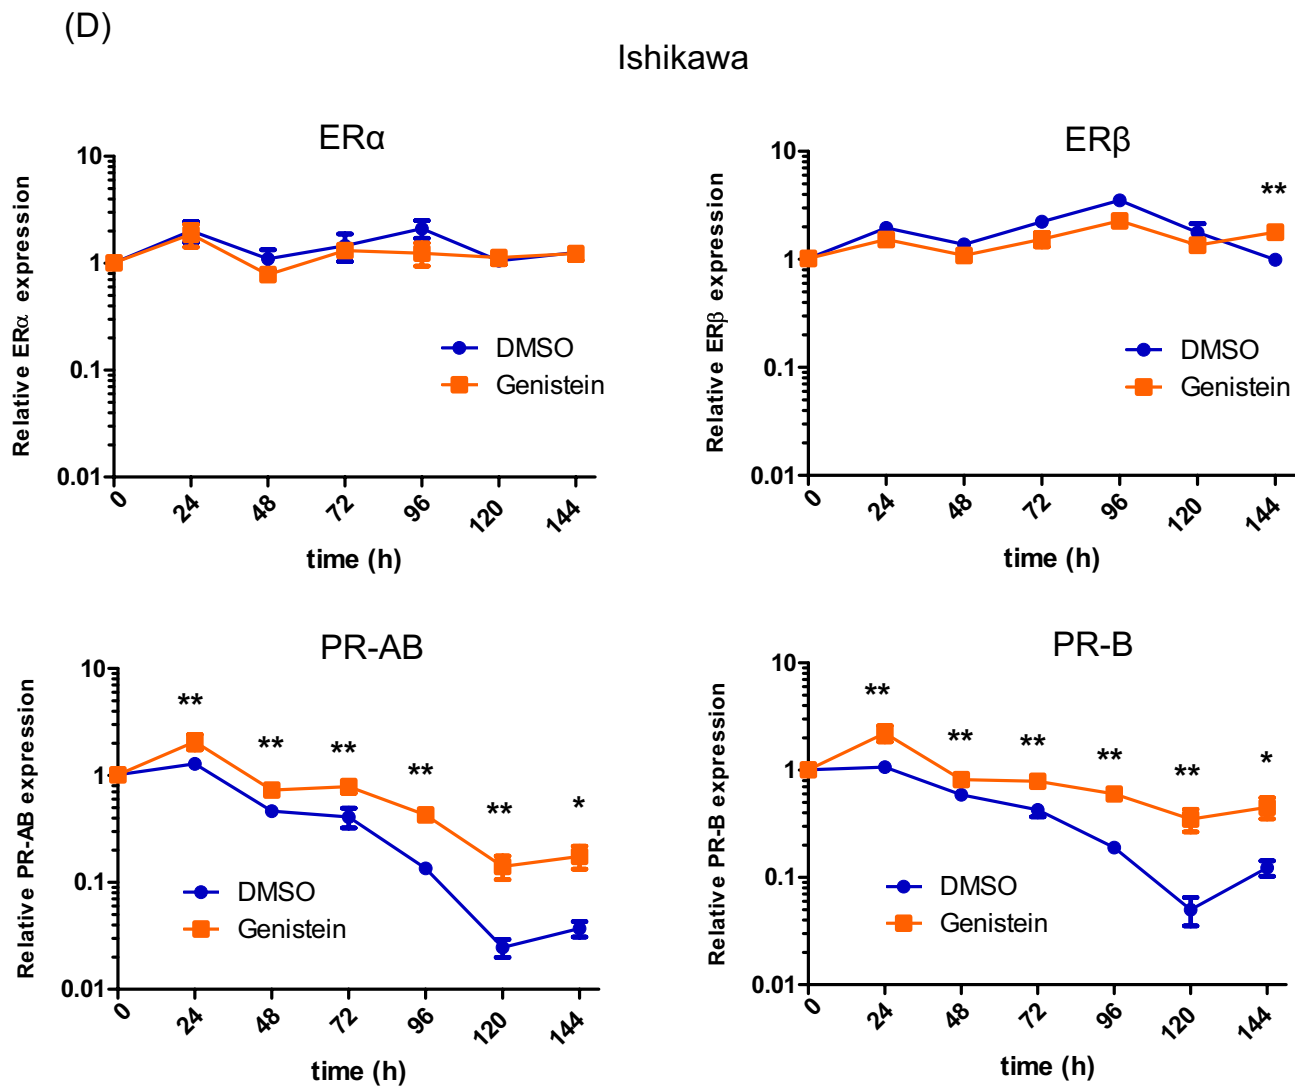 (D)
Ishikawa
ERα
Relative ERα expression
10
1
0.1
0.01
DMSO
Genistein
0 24 48 72 96 120 144
time (h)
ERβ
Relative ERβ expression
10
1
0.1
0.01
**
DMSO
Genistein
0 24 48 72 96 120 144
time (h)
PR-AB
Relative PR-AB expression
10
1
0.1
0.01
** ** ** ** ** *
DMSO
Genistein
0 24 48 72 96 120 144
time (h)
PR-B
Relative PR-B expression
10
1
0.1
0.01
** ** ** ** ** *
DMSO
Genistein
0 24 48 72 96 120 144
time (h)